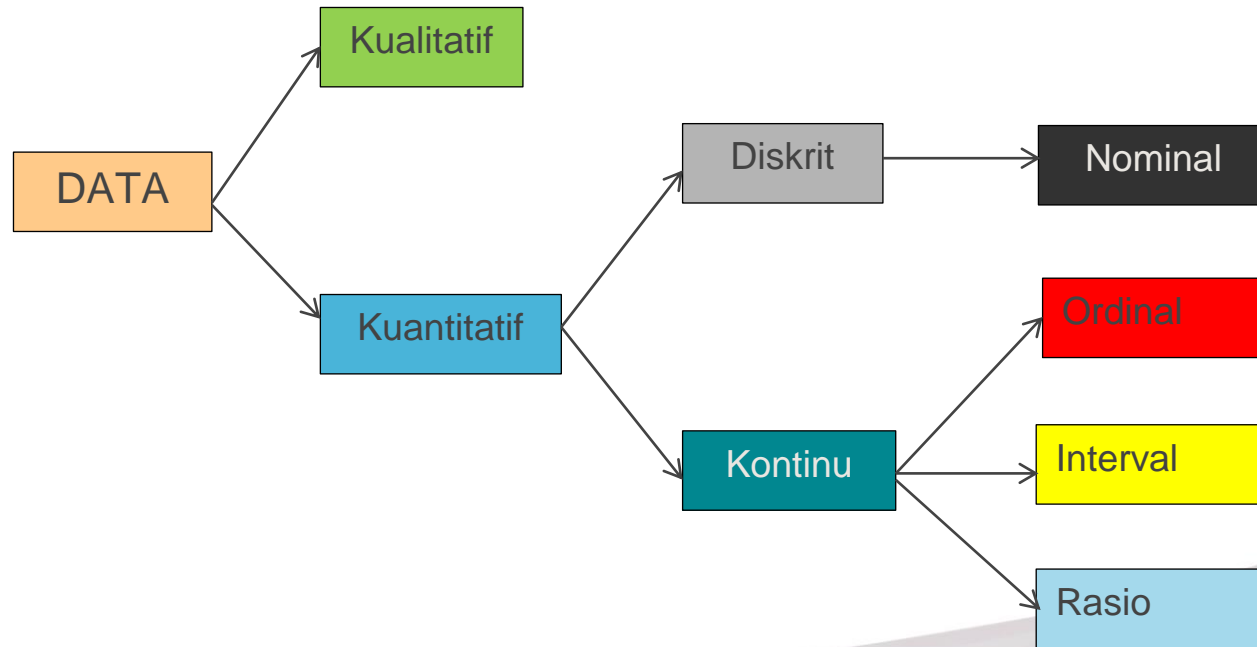 Kualitatif
Diskrit
Nominal
DATA
Ordinal
Kuantitatif
Kontinu
Interval
Rasio